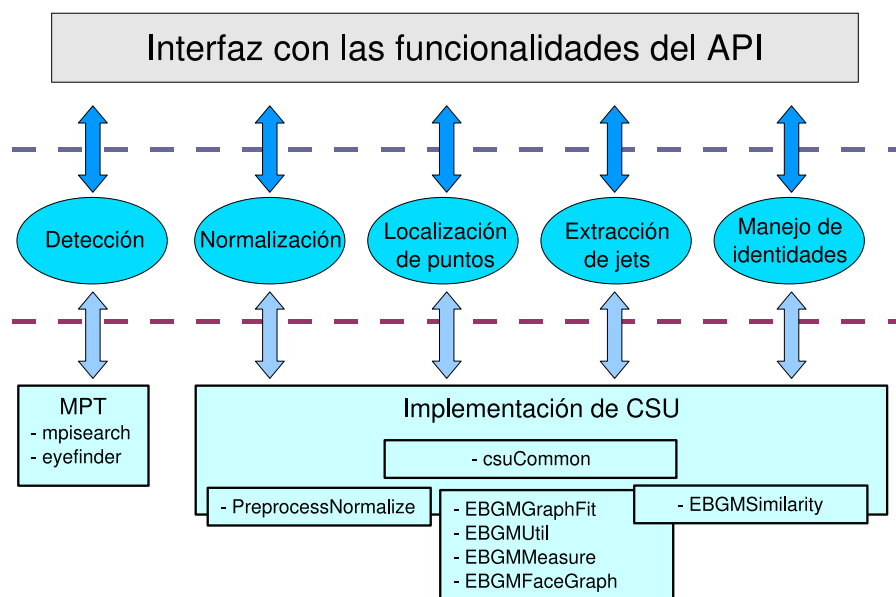 Interfaz con las funcionalidades del API
Detección
Normalización
Localización
de puntos
Extracción
de jets
Manejo de
identidades
MPT
- mpisearch
- eyefinder
Implementación de CSU
- csuCommon
- PreprocessNormalize
- EBGMGraphFit
- EBGMUtil
- EBGMMeasure
- EBGMFaceGraph
- EBGMSimilarity